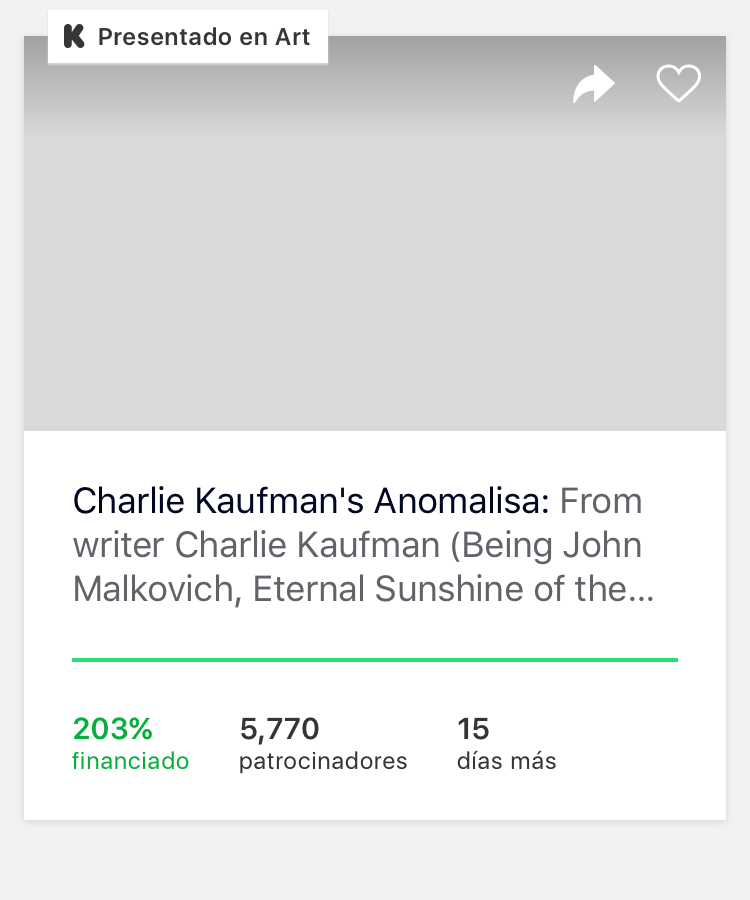 Presentado en Art
Charlie Kaufman's Anomalisa: From
writer Charlie Kaufman (Being John
Malkovich, Eternal Sunshine of the...
203%
financiado
5,770
patrocinadores
15
días más